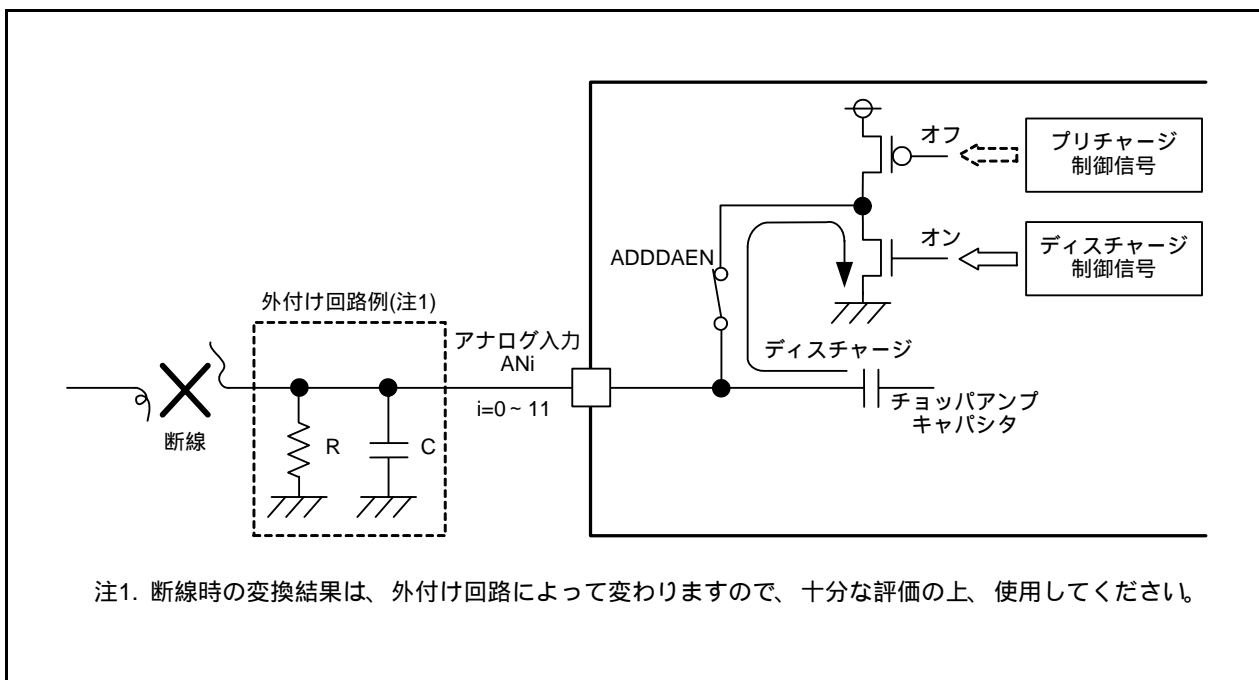 オフ
プリチャージ
制御信号
オン
ディスチャージ
制御信号
ADDDAEN
外付け回路例(注1)
アナログ入力
ANi
i=0 ~ 11
ディスチャージ
チョッパアンプ
キャパシタ
断線
R
C
注1. 断線時の変換結果は、外付け回路によって変わりますので、十分な評価の上、使用してください。